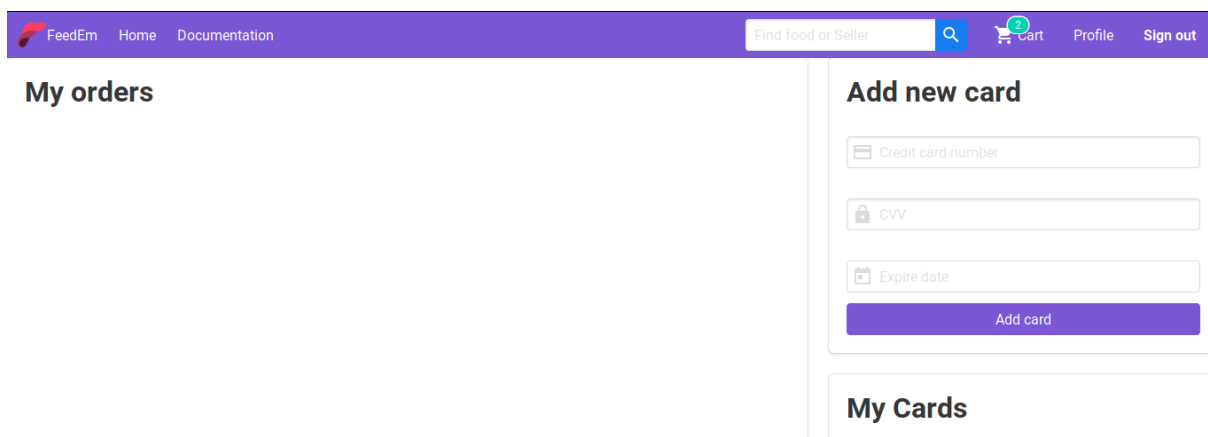 FeedEm Home Documentation Find food or Seller 2 Cart Profile Sign out
My orders
Add new card
Credit card number
CVV
Expire date
Add card
My Cards